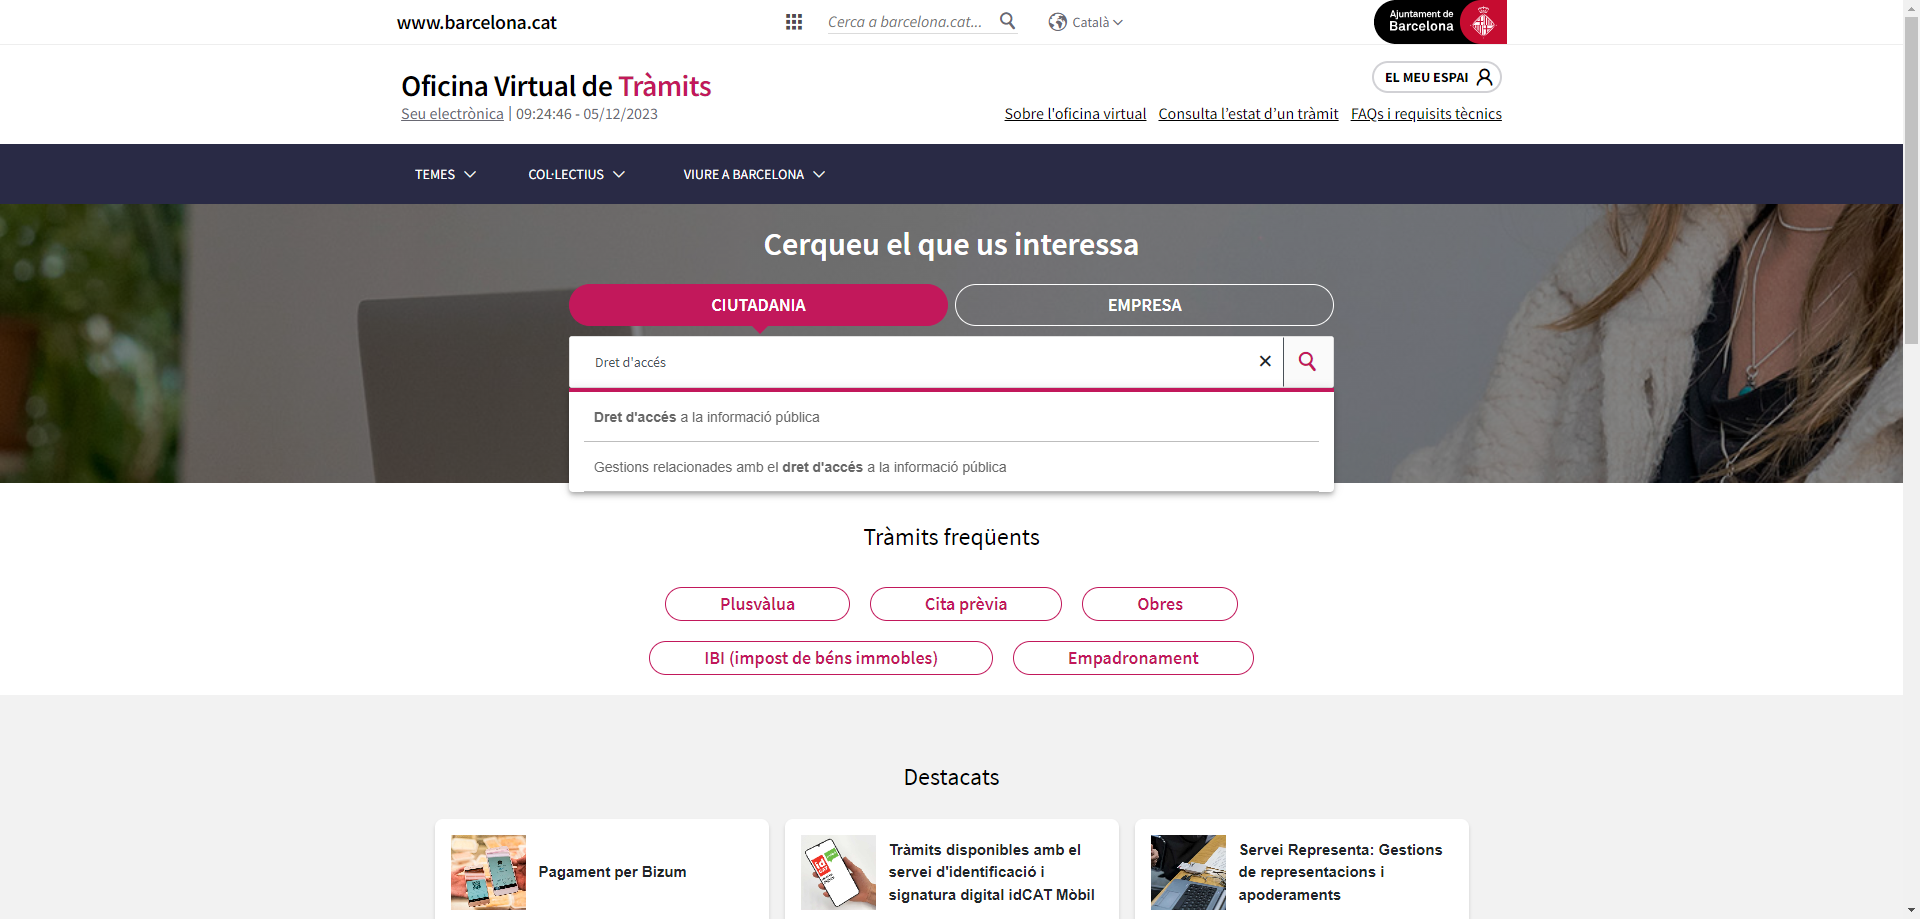 www.barcelona.cat
Cerca a barcelona.cat...
Català
Ajuntament de
Barcelona
Oficina Virtual de Tràmits
EL MEU ESPAI
Seu electrònica | 09:24:46 - 05/12/2023
Sobre l'oficina virtual
Consulta l’estat d’un tràmit
FAQs i requisits tècnics
TEMES
COL·LECTIUS
VIURE A BARCELONA
Cerqueu el que us interessa
CIUTADANIA
EMPRESA
Dret d'accés
Dret d'accés a la informació pública
Gestions relacionades amb el dret d'accés a la informació pública
Tràmits freqüents
Plusvàlua
Cita prèvia
Obres
IBI (impost de béns immobles)
Empadronament
Destacats
Pagament per Bizum
Tràmits disponibles amb el
servei d'identificació i
signatura digital idCAT Mòbil
Servei Representa: Gestions
de representacions i
apoderaments